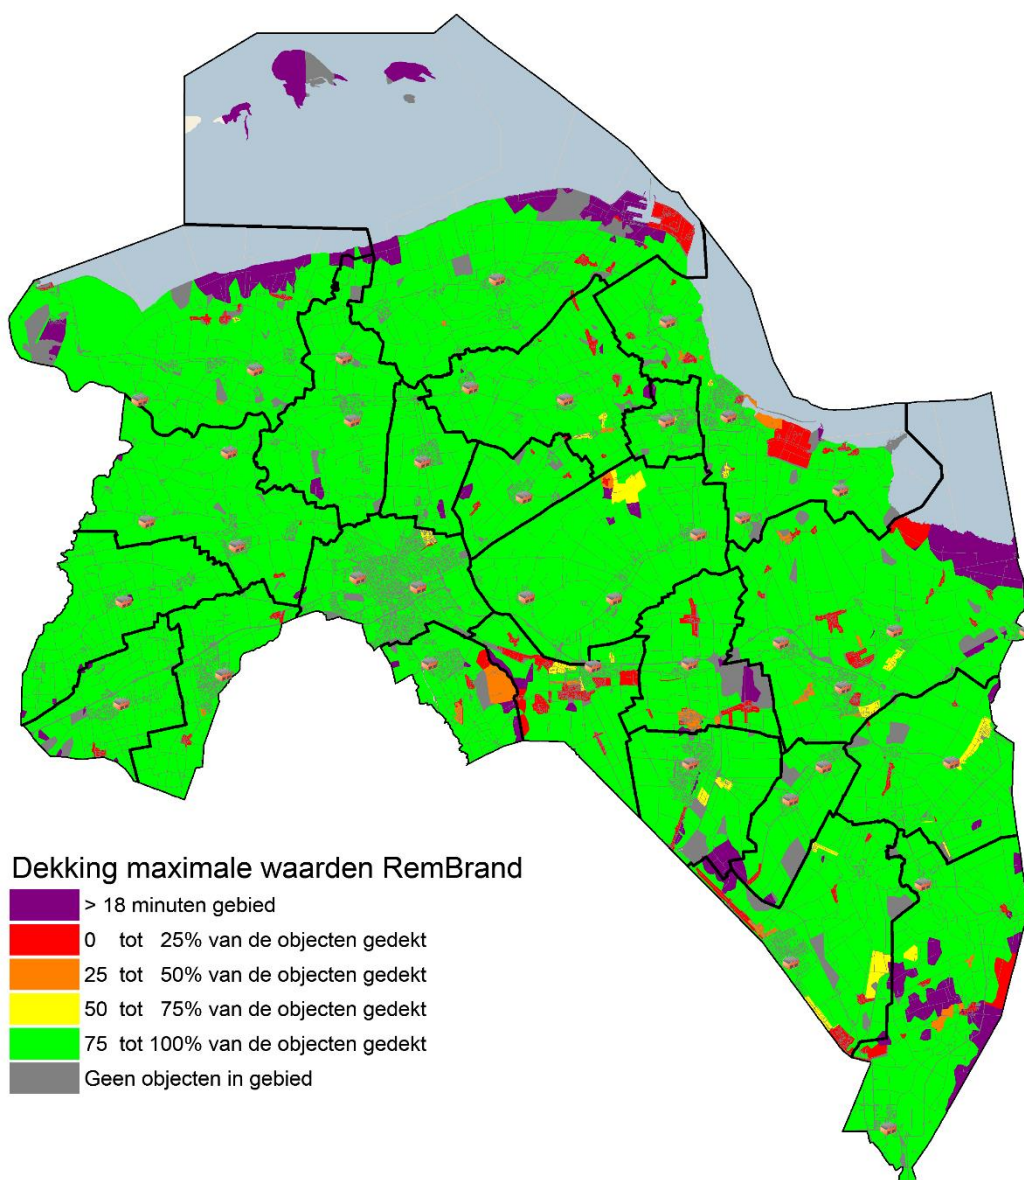 Dekking maximale waarden RemBrand
> 18 minuten gebied
0 tot 25% van de objecten gedekt
25 tot 50% van de objecten gedekt
50 tot 75% van de objecten gedekt
75 tot 100% van de objecten gedekt
Geen objecten in gebied